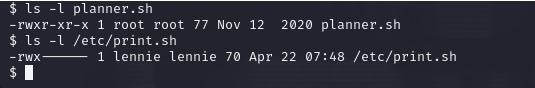 $ ls -l planner.sh
-rwxr-xr-x 1 root root 77 Nov 12  2020 planner.sh
$ ls -l /etc/print.sh
-rwx------ 1 lennie lennie 70 Apr 22 07:48 /etc/print.sh
$